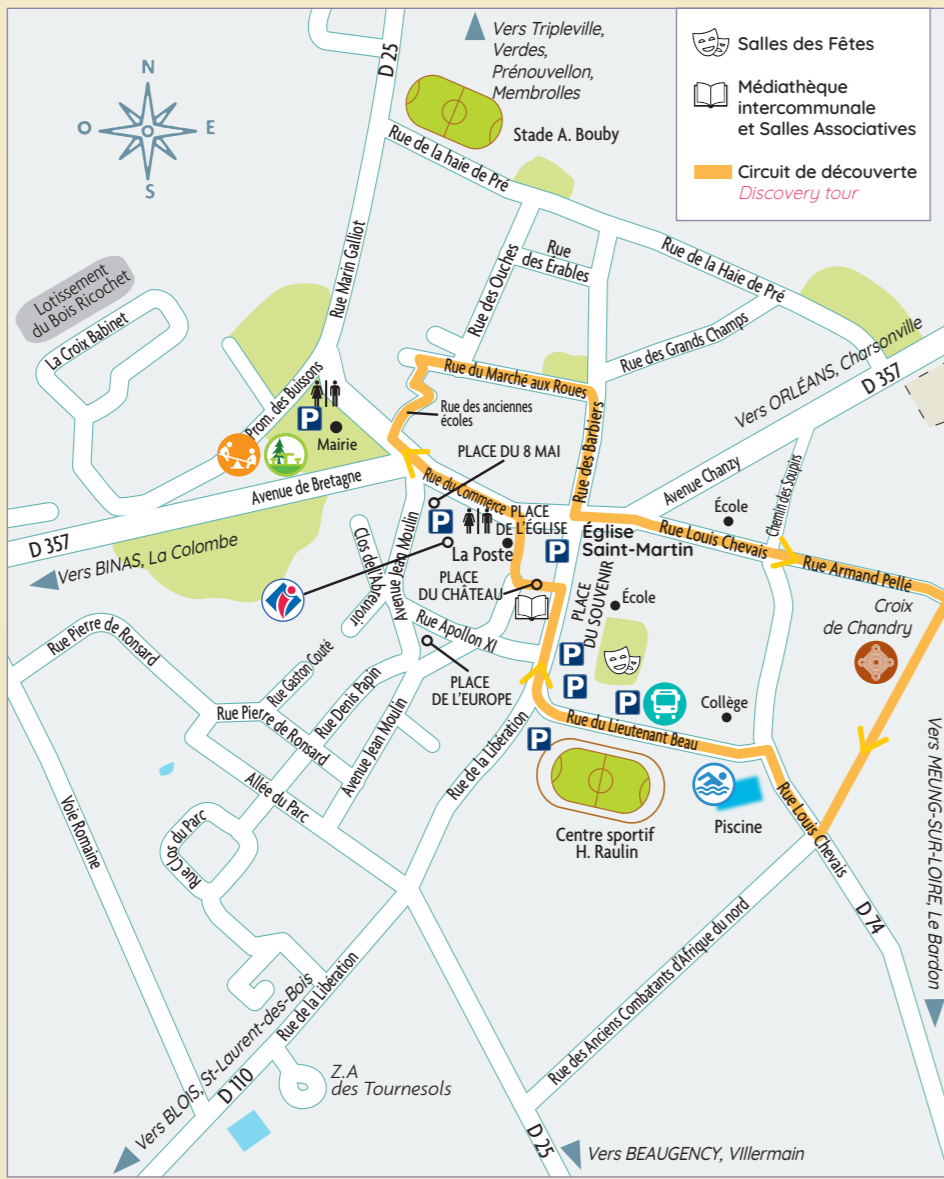 Vers Tripleville,
Verdes,
Prénouvellon,
Membrolles
D 25
Salles des Fêtes
Médiathèque
intercommunale
et Salles Associatives
Circuit de découverte
Discovery tour
N
O
E
S
Stade A. Bouby
Rue de la haie de Pré
Rue de la Haie de Pré
Rue Marin Galliot
Rue des Ouches
Rue
des Érables
Lotissement
du Bois Ricochet
La Croix Babinet
Rue des Grands Champs
Vers ORLÉANS, Charsonville
D 357
Rue du Marché aux Roues
Prom. des Buissons
P
Mairie
Rue des anciennes
écoles
Rue des Barbiers
PLACE DU 8 MAI
Avenue de Bretagne
Rue du Commerce
Avenue Chanzy
École
Chemin des Soupirs
D 357
Vers BINAS, La Colombe
P
PLACE
DE L'ÉGLISE
La Poste
P
Église
Saint-Martin
Rue Louis Chevais
Rue Armand Pellé
Clos de l'Abreuvoir
Avenue Jean Moulin
PLACE
DU CHÂTEAU
PLACE
DU SOUVENIR
École
Croix
de Chandry
Rue Apollon XI
Rue Pierre de Ronsard
Rue Gaston Couté
PLACE
DE L'EUROPE
P
P
P
Collège
Rue Denis Papin
Rue Pierre de Ronsard
Avenue Jean Moulin
Rue de la Libération
P
Rue du Lieutenant Beau
Vers MEUNG-SUR-LOIRE, Le Bardon
Allée du Parc
Voie Romaine
Rue Clos du Parc
Centre sportif
H. Raulin
Piscine
Rue Louis Chevais
D 74
Rue des Anciens Combattants d'Afrique du nord
Rue de la Libération
Vers BLOIS, St-Laurent-des-Bois
D 110
Z.A
des Tournesols
D 25
Vers BEAUGENCY, VIllermain